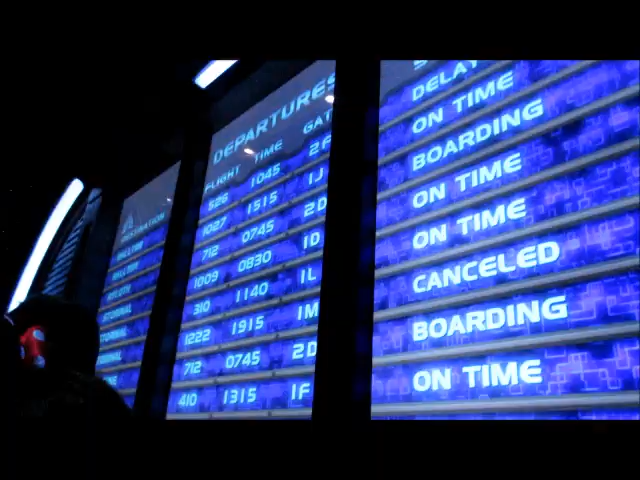 DEPARTURES
DESTINATION FLIGHT TIME
526 1045 2F DELAY
1027 1515 1J ON TIME
712 0745 2D BOARDING
1009 0830 1D ON TIME
310 1140 1L ON TIME
1222 1915 1M CANCELED
712 0745 2D BOARDING
410 1315 1F ON TIME